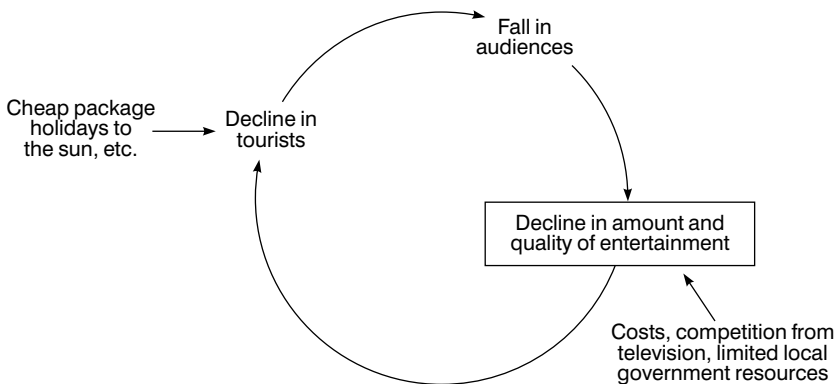 Fall in
audiences
Cheap package
holidays to
the sun, etc.
Decline in
tourists
Decline in amount and
quality of entertainment
Costs, competition from
television, limited local
government resources